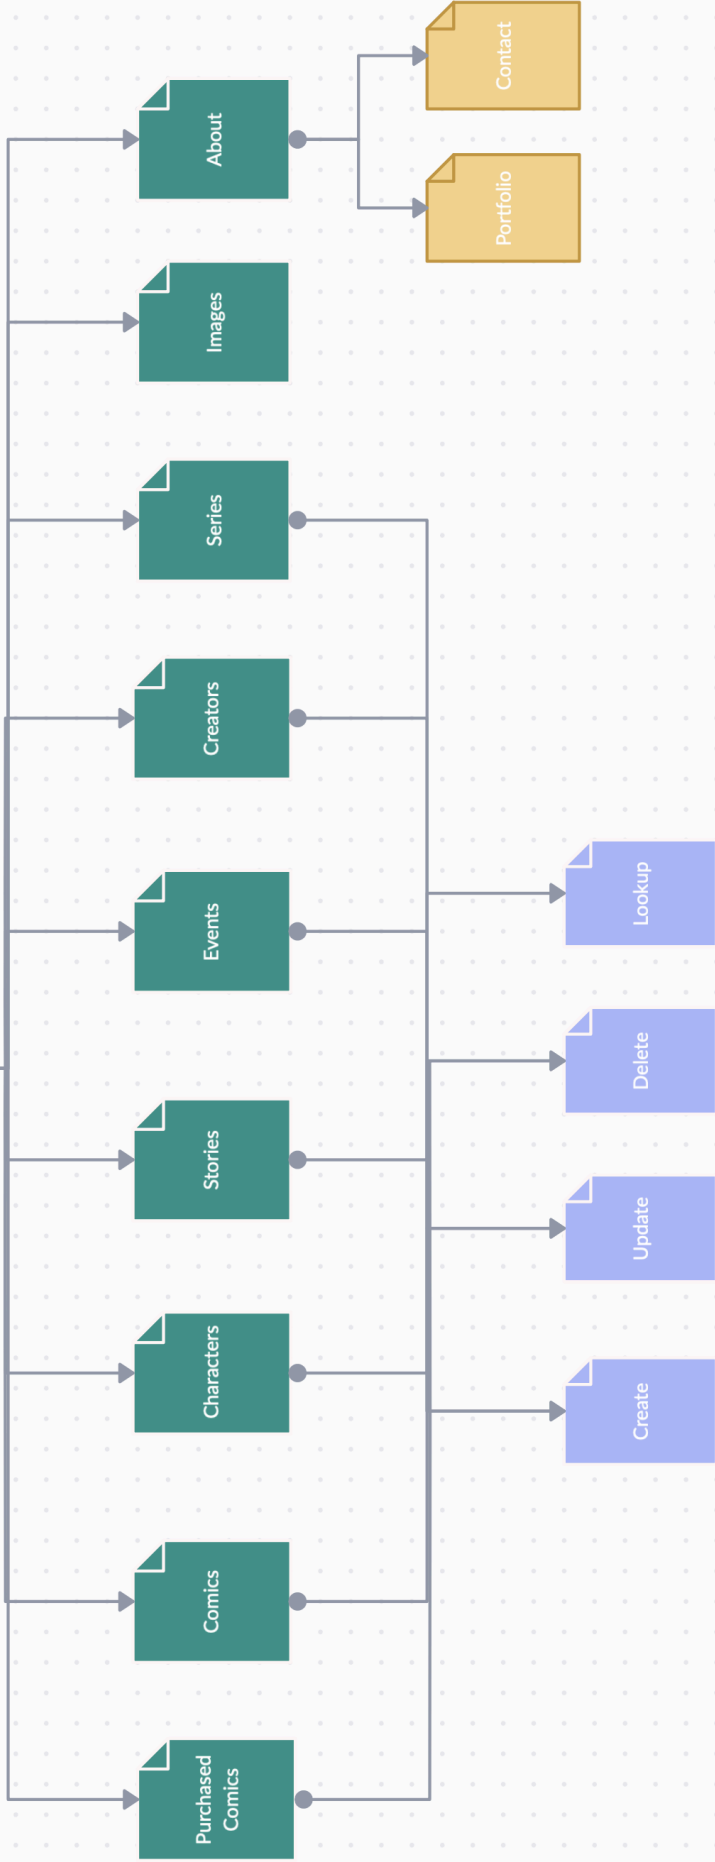 Purchased
Comics
Comics
Characters
Stories
Events
Creators
Series
Images
About
Portfolio
Contact
Create
Update
Delete
Lookup